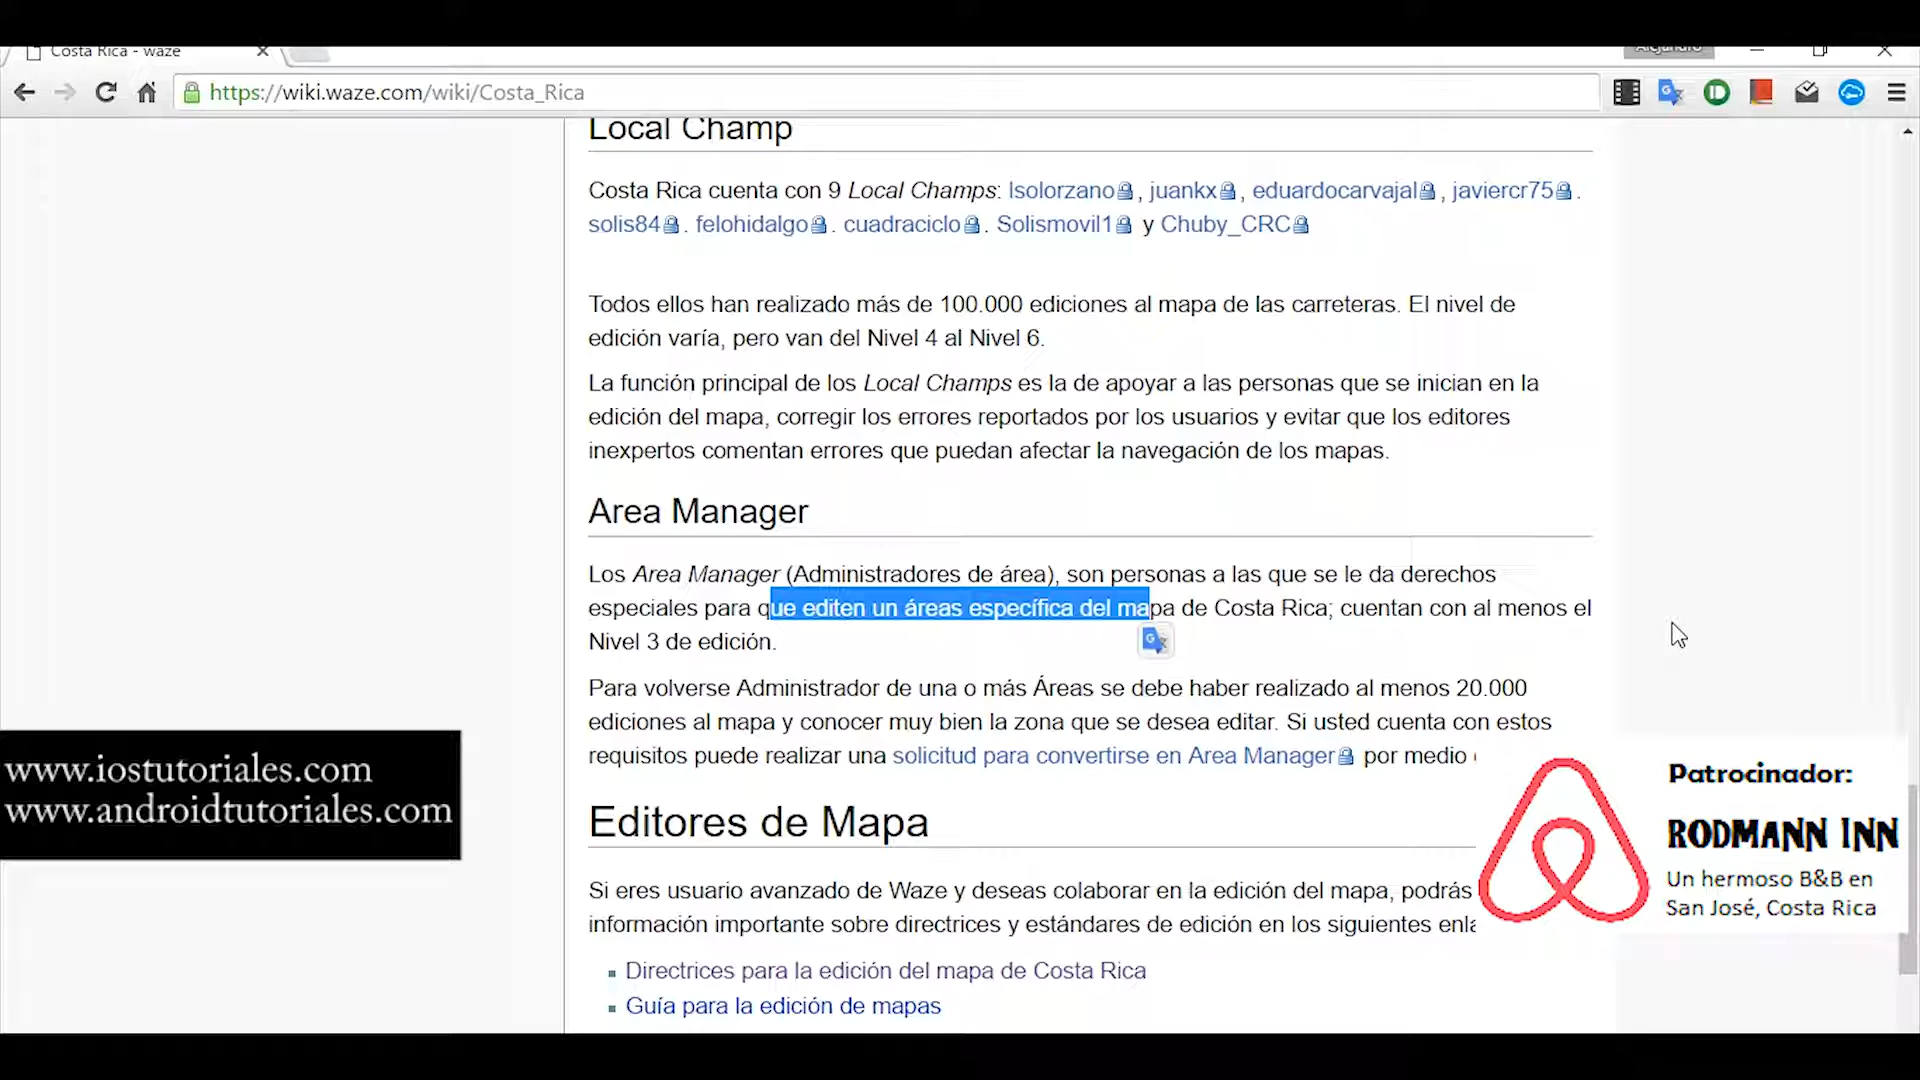 Costa Rica - waze
Alejandro
https://wiki.waze.com/wiki/Costa_Rica
Local Champ
Costa Rica cuenta con 9 Local Champs: lsolorzano, juankx, eduardocarvajal, javiercr75.
solis84. felohidalgo. cuadraciclo. Solismovil1 y Chuby_CRC
Todos ellos han realizado más de 100.000 ediciones al mapa de las carreteras. El nivel de
edición varía, pero van del Nivel 4 al Nivel 6.
La función principal de los Local Champs es la de apoyar a las personas que se inician en la
edición del mapa, corregir los errores reportados por los usuarios y evitar que los editores
inexpertos comentan errores que puedan afectar la navegación de los mapas.
Area Manager
Los Area Manager (Administradores de área), son personas a las que se le da derechos
especiales para que editen un áreas específica del mapa de Costa Rica; cuentan con al menos el
Nivel 3 de edición.
Para volverse Administrador de una o más Áreas se debe haber realizado al menos 20.000
ediciones al mapa y conocer muy bien la zona que se desea editar. Si usted cuenta con estos
requisitos puede realizar una solicitud para convertirse en Area Manager por medio
Editores de Mapa
Si eres usuario avanzado de Waze y deseas colaborar en la edición del mapa, podrás
información importante sobre directrices y estándares de edición en los siguientes enla
Directrices para la edición del mapa de Costa Rica
Guía para la edición de mapas
www.iostutoriales.com
www.androidtutoriales.com
Patrocinador:
RODMANN INN
Un hermoso B&B en
San José, Costa Rica